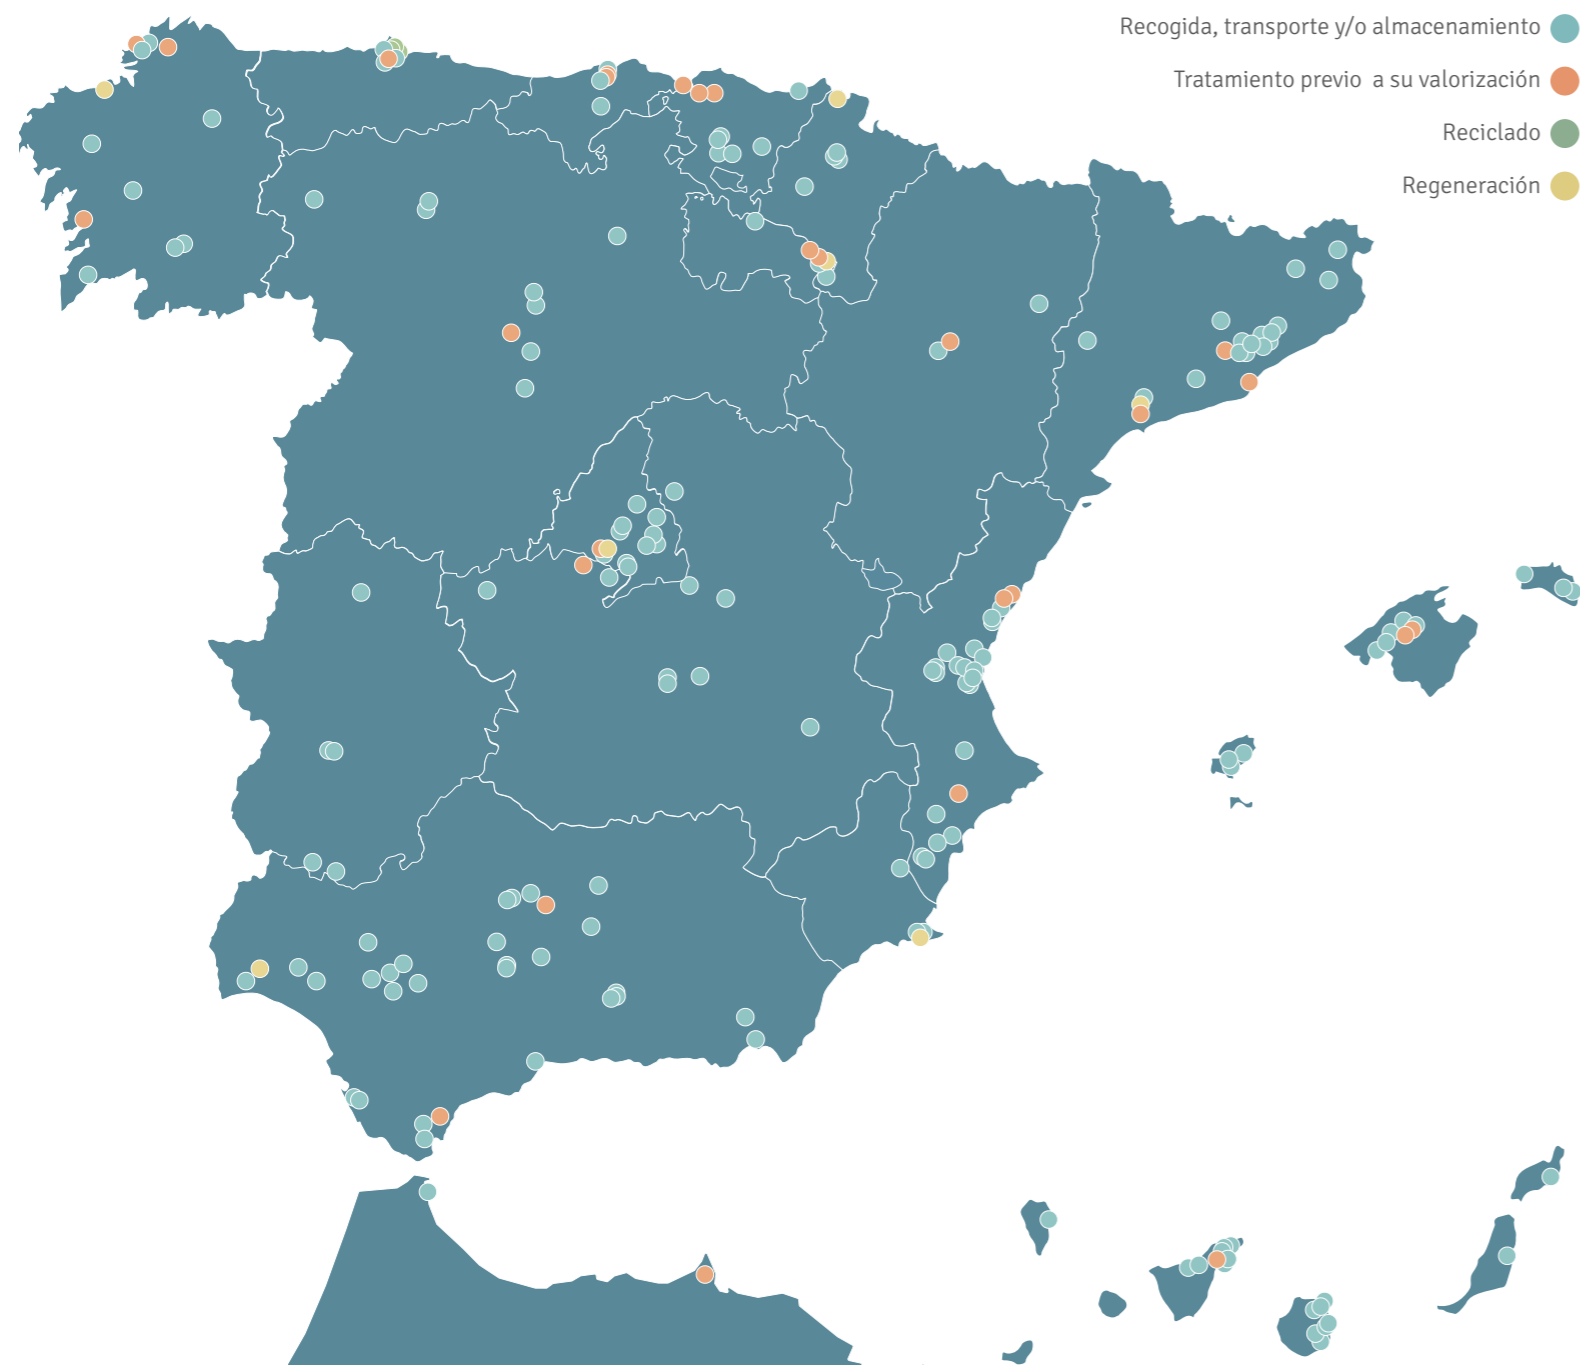 Recogida, transporte y/o almacenamiento
Tratamiento previo a su valorización
Reciclado
Regeneración